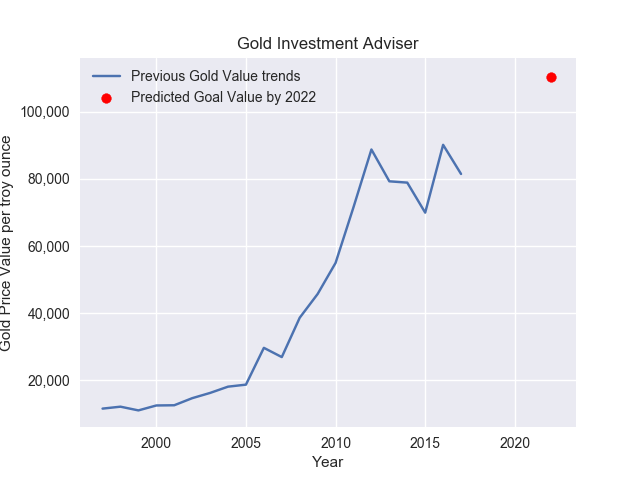 Gold Investment Adviser
Previous Gold Value trends
Predicted Goal Value by 2022
100,000
80,000
60,000
40,000
20,000
Gold Price Value per troy ounce
2000 2005 2010 2015 2020
Year